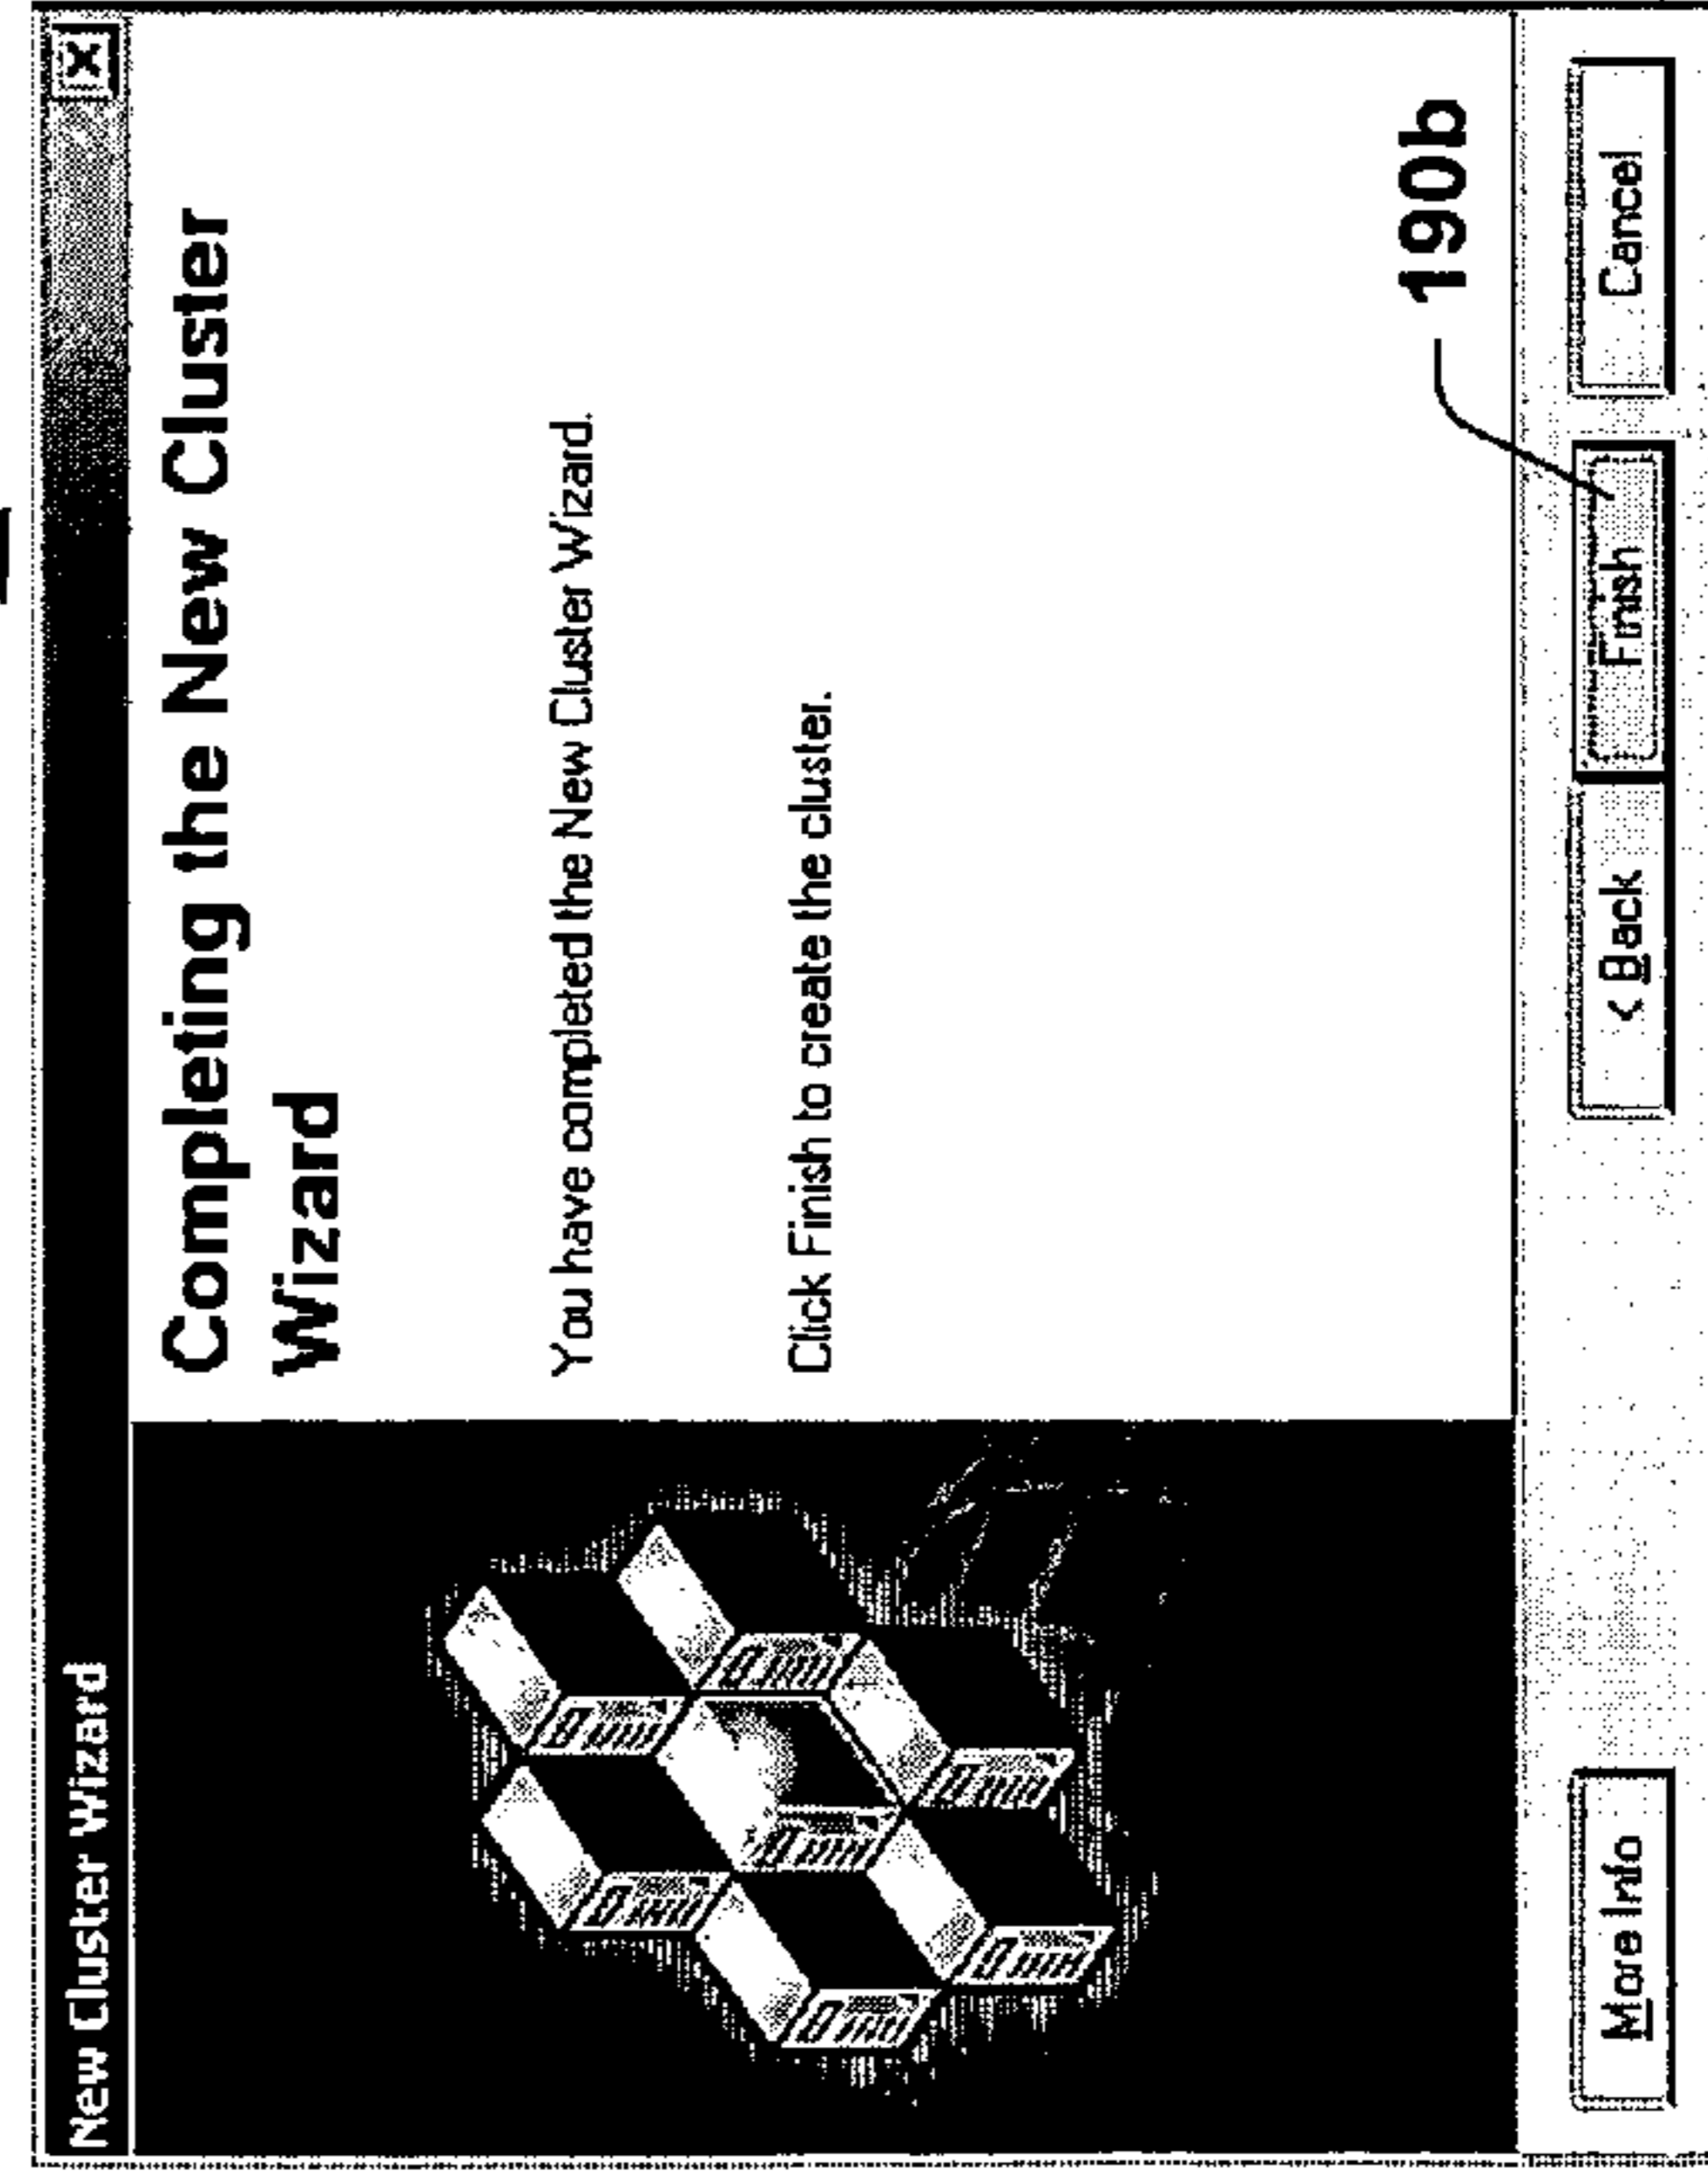 New Cluster Wizard
Completing the New Cluster
Wizard
You have completed the New Cluster Wizard.
Click Finish to create the cluster.
190b
More Info
< Back
Finish
Cancel